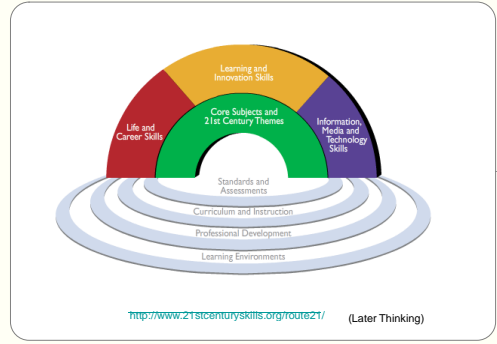 Learning and
Innovation Skills
Core Subjects and
21st Century Themes
Life and
Career Skills
Information,
Media and
Technology
Skills
Standards and
Assessments
Curriculum and Instruction
Professional Development
Learning Environments
http://www.21stcenturyskills.org/route21/
(Later Thinking)